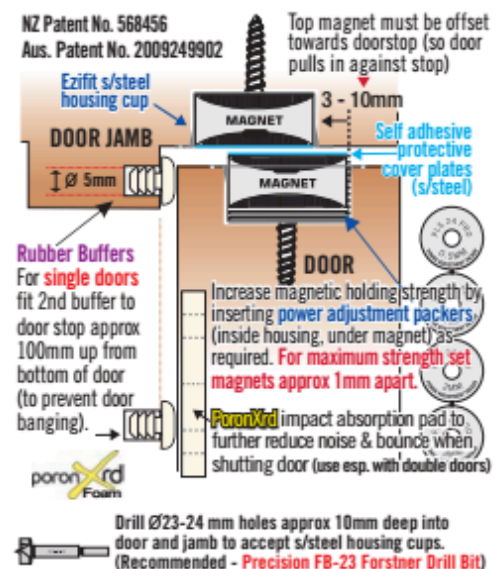 NZ Patent No. 568456
Aus. Patent No. 2009249902
Top magnet must be offset
towards doorstop (so door
pulls in against stop)
Ezifit s/steel
housing cup
3 - 10mm
MAGNET
DOOR JAMB
Self adhesive
protective
cover plates
(s/steel)
Ø 5mm
MAGNET
Rubber Buffers
For single doors
fit 2nd buffer to
door stop approx
100mm up from
bottom of door
(to prevent door
banging).
DOOR
Increase magnetic holding strength by
inserting power adjustment packers
(inside housing, under magnet) as
required. For maximum strength set
magnets approx 1mm apart.
PoronXrd impact absorption pad to
further reduce noise & bounce when
shutting door (use esp. with double doors)
0.5MM
2MM
poron Xrd
Foam
Drill Ø23-24 mm holes approx 10mm deep into
door and jamb to accept s/steel housing cups.
(Recommended - Precision FB-23 Forstner Drill Bit)